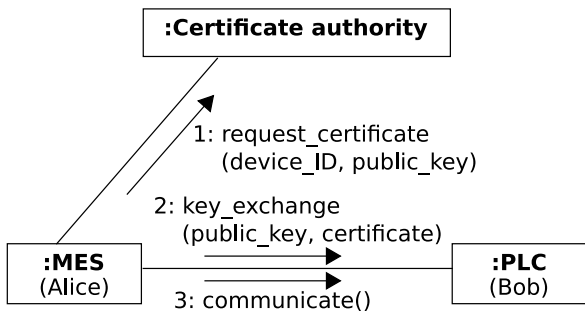 :Certificate authority
1: request_certificate
(device_ID, public_key)
2: key_exchange
(public_key, certificate)
:MES
(Alice)
:PLC
(Bob)
3: communicate()